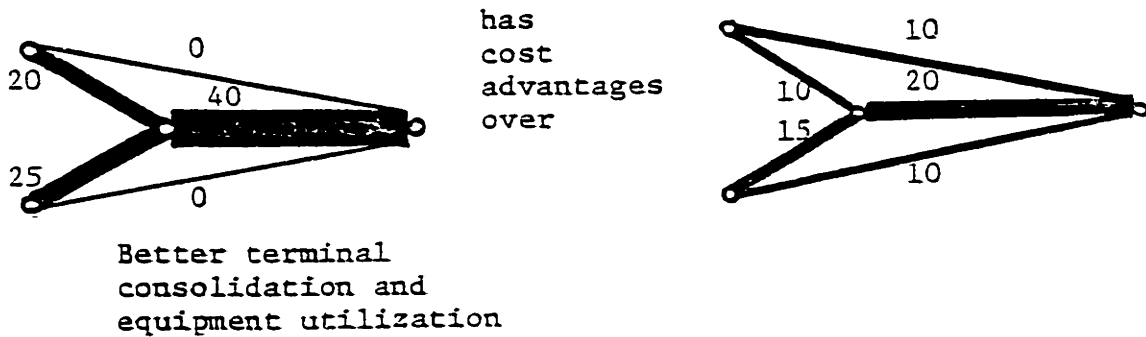 0
20
40
25
0
Better terminal
consolidation and
equipment utilization
has
cost
advantages
over
10
20
10
15
10